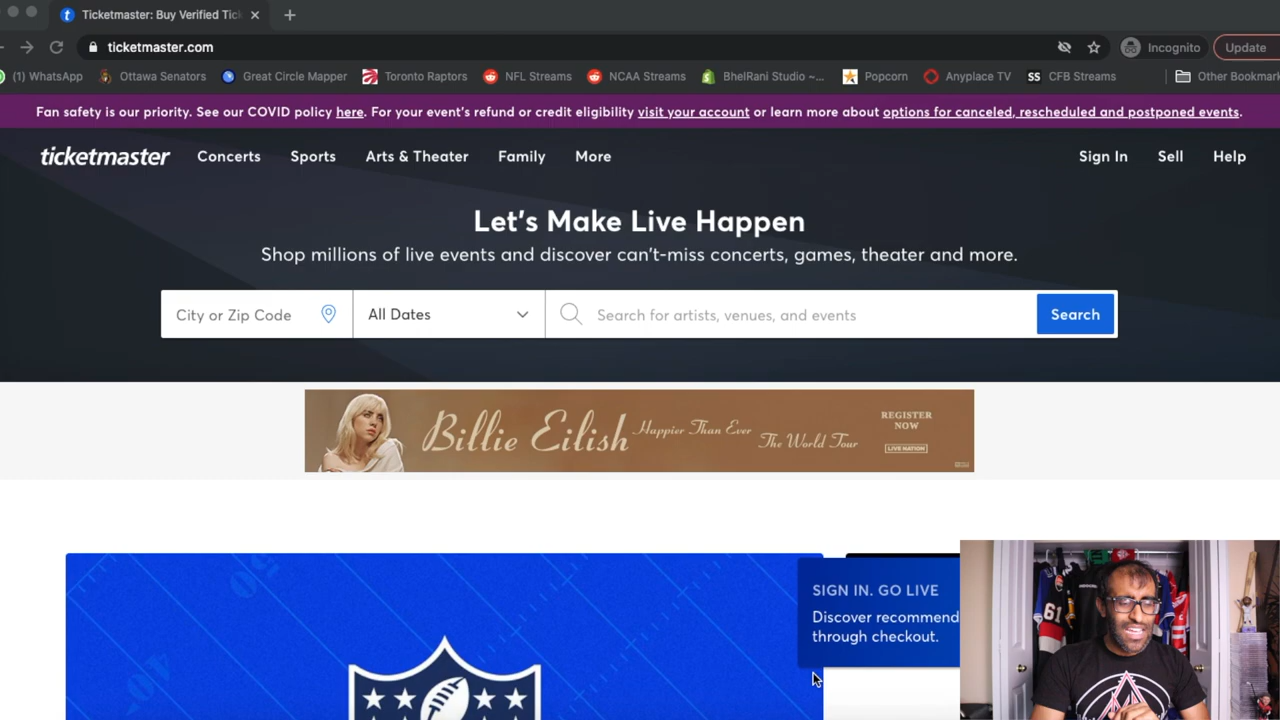 Ticketmaster: Buy Verified Tic
ticketmaster.com
Incognito
Update
(1) WhatsApp
Ottawa Senators
Great Circle Mapper
Toronto Raptors
NFL Streams
NCAA Streams
BhelRani Studio ~...
Popcorn
Anyplace TV
SS
CFB Streams
Other Bookmark
Fan safety is our priority. See our COVID policy here. For your event's refund or credit eligibility visit your account or learn more about options for canceled, rescheduled and postponed events.
ticketmaster
Concerts
Sports
Arts & Theater
Family
More
Sign In
Sell
Help
Let's Make Live Happen
Shop millions of live events and discover can't-miss concerts, games, theater and more.
City or Zip Code
All Dates
Search for artists, venues, and events
Search
Billie Eilish
Happier Than Ever
The World Tour
REGISTER
NOW
LIVE NATION
50
40
SIGN IN. GO LIVE
Discover recommend
through checkout.
61